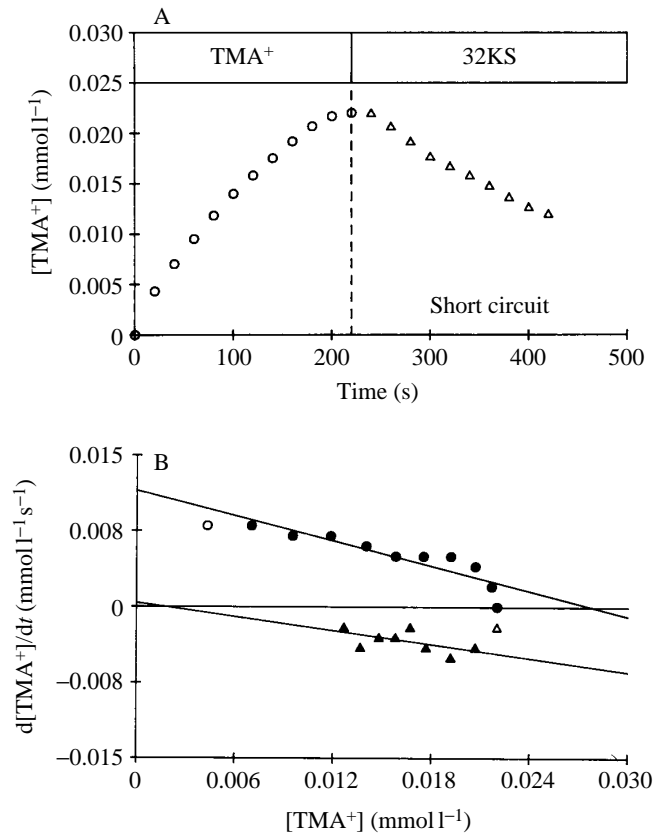 A
0.030
0.025
0.020
0.015
0.010
0.005
0
TMA⁺
32KS
[TMA⁺] (mmol l⁻¹)
Short circuit
0 100 200 300 400 500
Time (s)
B
0.015
0.008
0
−0.008
−0.015
d[TMA⁺]/dt (mmol l⁻¹ s⁻¹)
0 0.006 0.012 0.018 0.024 0.030
[TMA⁺] (mmol l⁻¹)